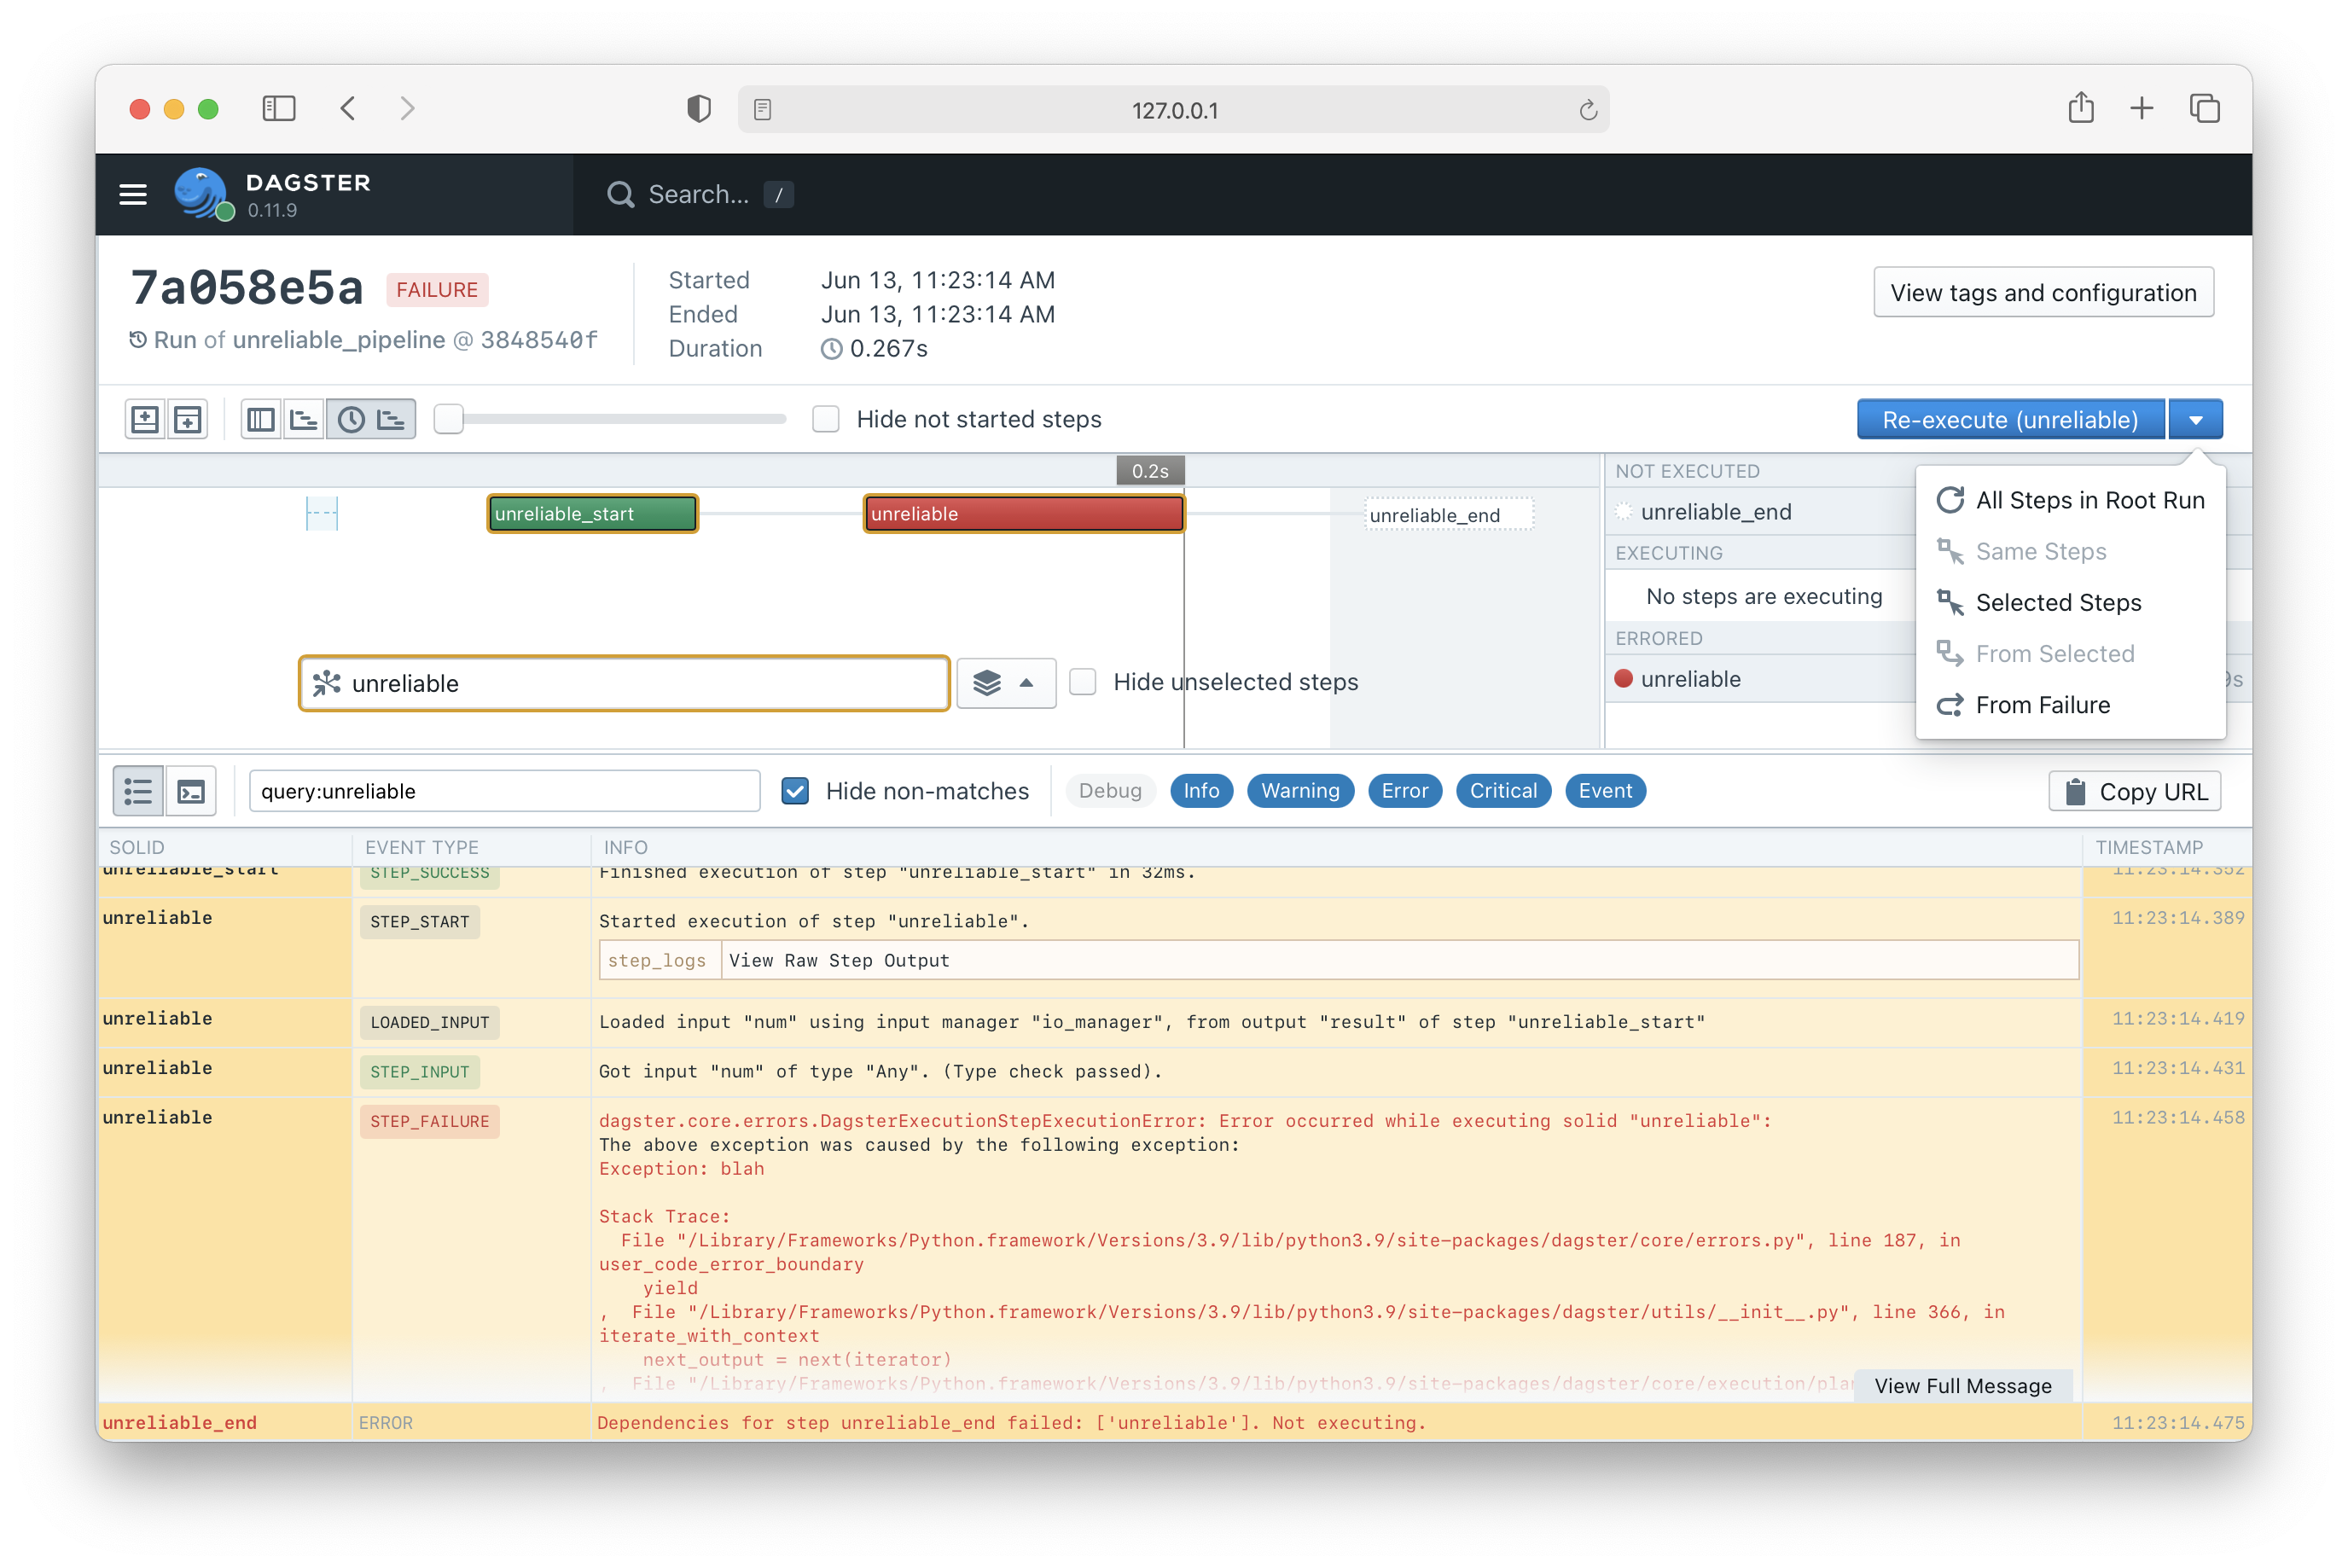 127.0.0.1
DAGSTER
0.11.9
Search... /
7a058e5a FAILURE
Run of unreliable_pipeline @ 3848540f
Started Jun 13, 11:23:14 AM
Ended Jun 13, 11:23:14 AM
Duration 0.267s
View tags and configuration
Hide not started steps
Re-execute (unreliable)
0.2s
unreliable_start
unreliable
unreliable_end
unreliable
Hide unselected steps
NOT EXECUTED
unreliable_end
EXECUTING
No steps are executing
ERRORED
unreliable
9s
All Steps in Root Run
Same Steps
Selected Steps
From Selected
From Failure
query:unreliable
Hide non-matches
Debug Info Warning Error Critical Event
Copy URL
SOLID EVENT TYPE INFO TIMESTAMP
unreliable_start STEP_SUCCESS Finished execution of step "unreliable_start" in 32ms. 11:23:14.352
unreliable STEP_START Started execution of step "unreliable". 11:23:14.389
step_logs View Raw Step Output
unreliable LOADED_INPUT Loaded input "num" using input manager "io_manager", from output "result" of step "unreliable_start" 11:23:14.419
unreliable STEP_INPUT Got input "num" of type "Any". (Type check passed). 11:23:14.431
unreliable STEP_FAILURE dagster.core.errors.DagsterExecutionStepExecutionError: Error occurred while executing solid "unreliable": 11:23:14.458
The above exception was caused by the following exception:
Exception: blah
Stack Trace:
File "/Library/Frameworks/Python.framework/Versions/3.9/lib/python3.9/site-packages/dagster/core/errors.py", line 187, in
user_code_error_boundary
yield
, File "/Library/Frameworks/Python.framework/Versions/3.9/lib/python3.9/site-packages/dagster/utils/__init__.py", line 366, in
iterate_with_context
next_output = next(iterator)
, File "/Library/Frameworks/Python.framework/Versions/3.9/lib/python3.9/site-packages/dagster/core/execution/plan
View Full Message
unreliable_end ERROR Dependencies for step unreliable_end failed: ['unreliable']. Not executing. 11:23:14.475